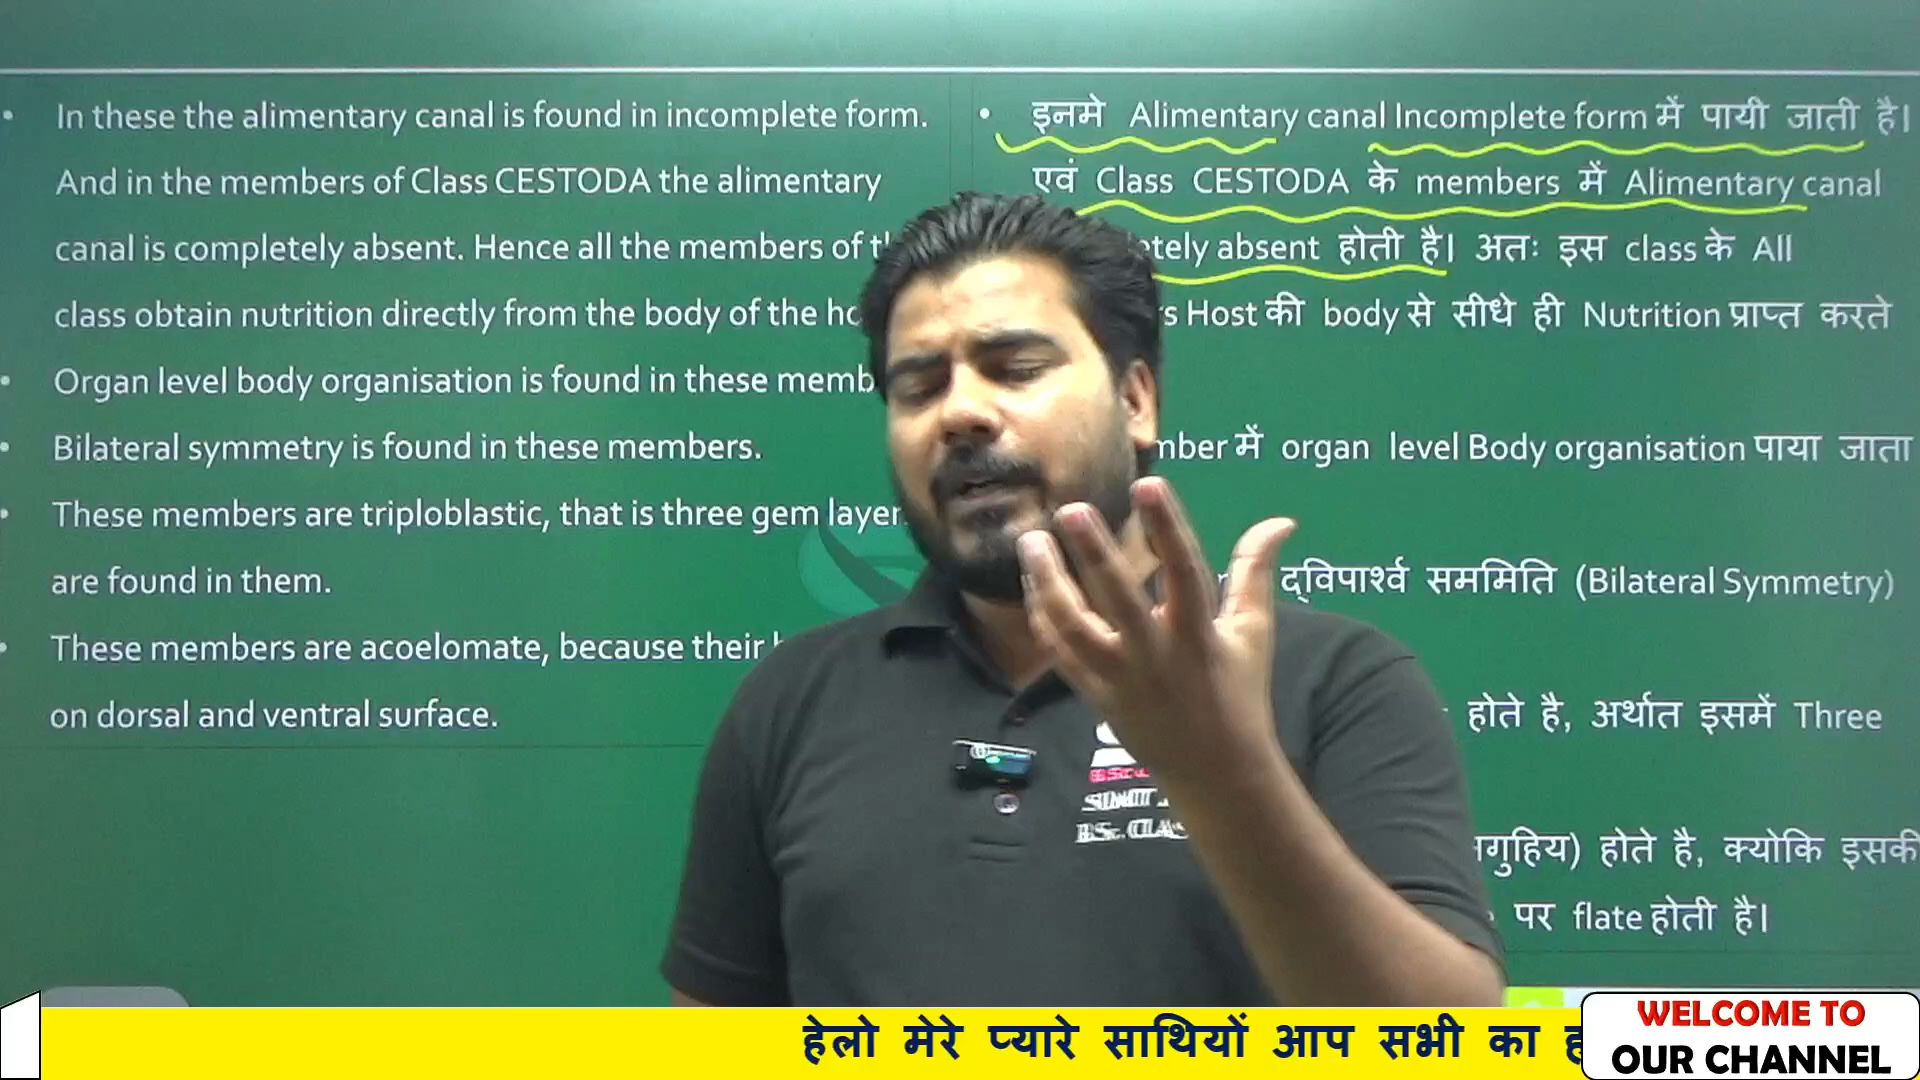 In these the alimentary canal is found in incomplete form.
And in the members of Class CESTODA the alimentary
canal is completely absent. Hence all the members of
class obtain nutrition directly from the body of the
Organ level body organisation is found in these
Bilateral symmetry is found in these members.
These members are triploblastic, that is three gem layer
are found in them.
These members are acoelomate, because their
on dorsal and ventral surface.
इनमे Alimentary canal Incomplete form में पायी जाती है।
एवं Class CESTODA के members में Alimentary canal
absent होती है। अतः इस class के All
Host की body से सीधे ही Nutrition प्राप्त करते
में organ level Body organisation पाया जाता
द्विपार्श्व सममिति (Bilateral Symmetry)
होते है, अर्थात इसमें Three
होते है, क्योकि इसकी
पर flate होती है।
B.Sc. CLA
हेलो मेरे प्यारे साथियों आप सभी का
WELCOME TO
OUR CHANNEL